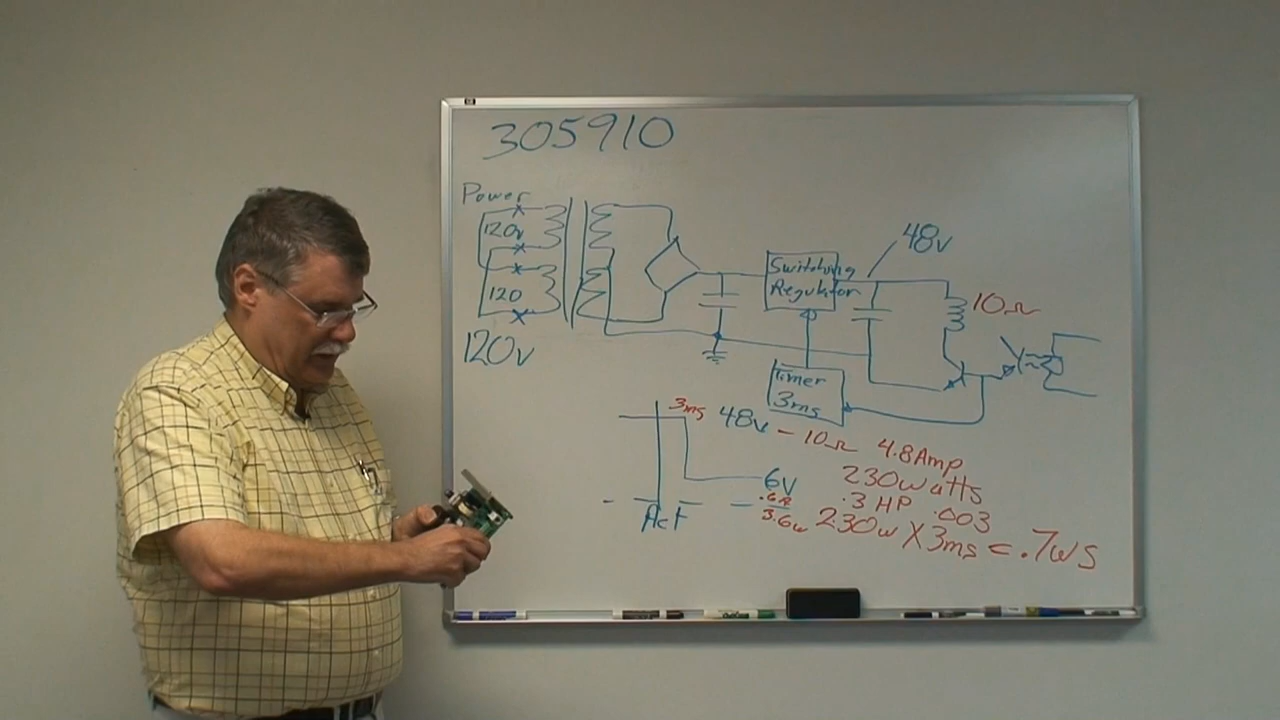 305910
Power
120v
120
120v
Switching
Regulator
48v
10Ω
Timer
3ms
3ms
48v – 10Ω 4.8Amp
230watts
.3 HP .003
230w X 3ms = .7ws
6V
.6A
3.6w
Act